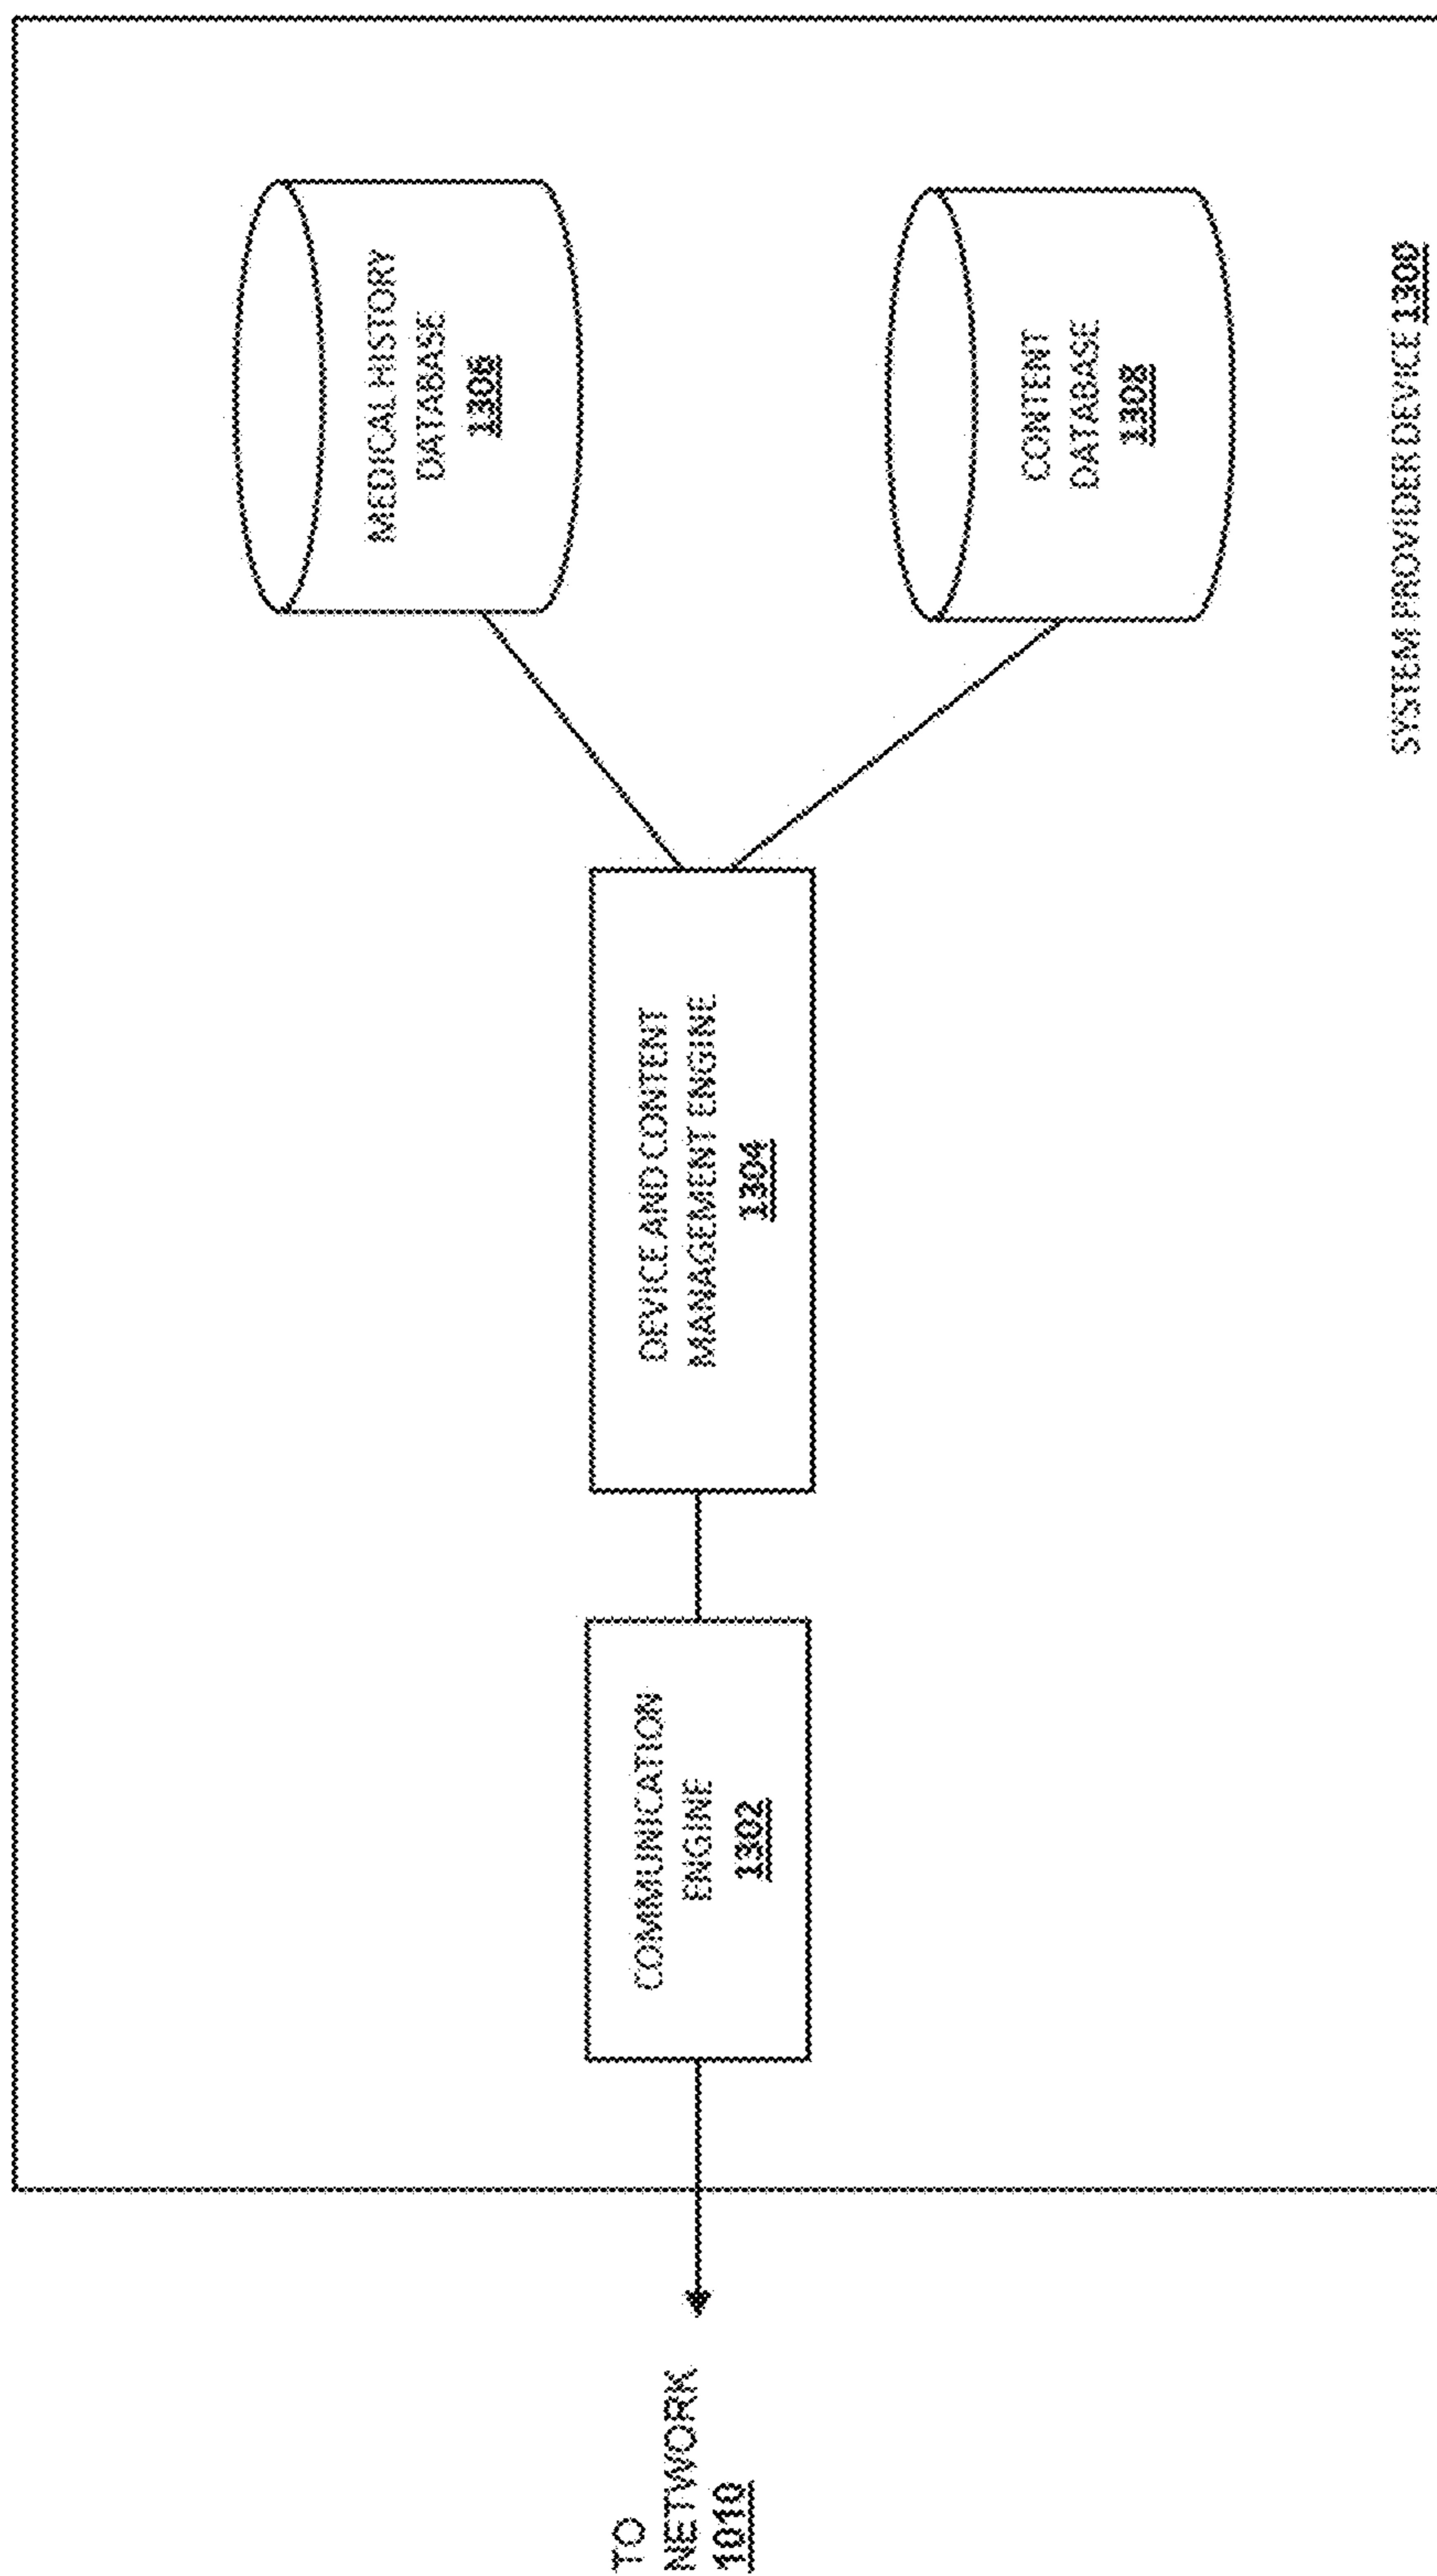 TO
NETWORK
1010
COMMUNICATION
ENGINE
1302
DEVICE AND CONTENT
MANAGEMENT ENGINE
1304
MEDICAL HISTORY
DATABASE
1306
CONTENT
DATABASE
1308
SYSTEM PROVIDER DEVICE 1300